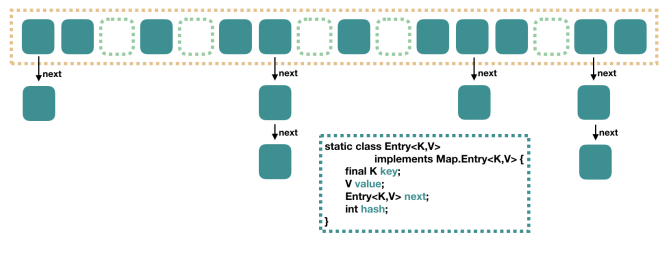 next
next
next
next
next
next
static class Entry<K,V>
implements Map.Entry<K,V> {
final K key;
V value;
Entry<K,V> next;
int hash;
}